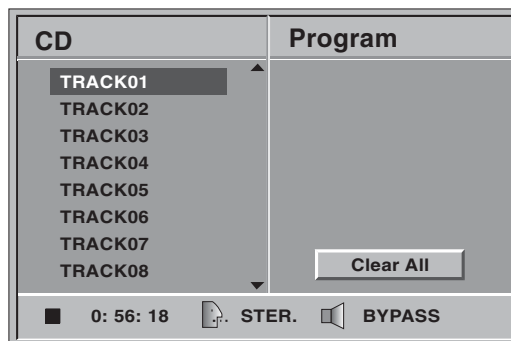 CD
Program
TRACK01
TRACK02
TRACK03
TRACK04
TRACK05
TRACK06
TRACK07
TRACK08
Clear All
0: 56: 18 . STER. BYPASS